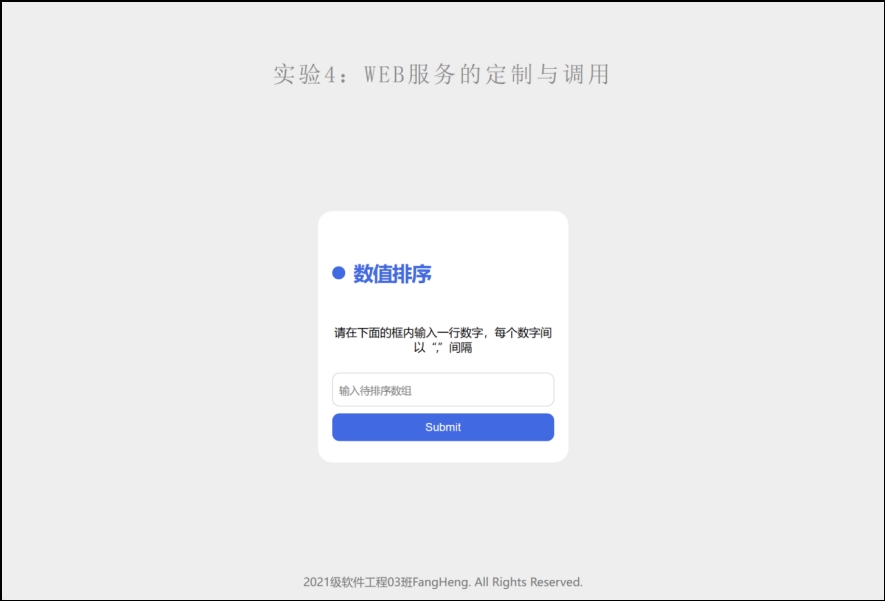 实验4：WEB服务的定制与调用
数值排序
请在下面的框内输入一行数字，每个数字间
以“,”间隔
输入待排序数组
Submit
2021级软件工程03班FangHeng. All Rights Reserved.